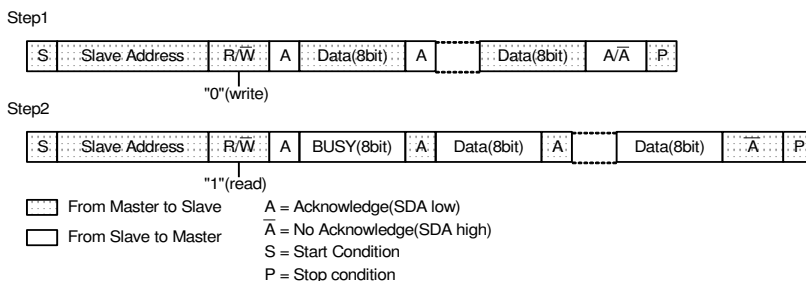 Step1
S Slave Address R/W̅ A Data(8bit) A Data(8bit) A/A̅ P
"0"(write)
Step2
S Slave Address R/W̅ A BUSY(8bit) A Data(8bit) A Data(8bit) A̅ P
"1"(read)
From Master to Slave
From Slave to Master
A = Acknowledge(SDA low)
A̅ = No Acknowledge(SDA high)
S = Start Condition
P = Stop condition